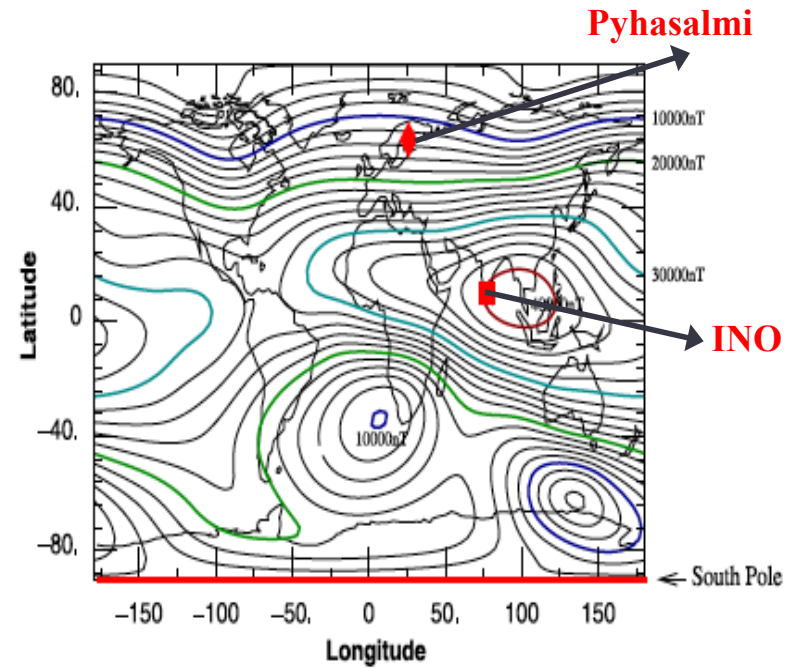 Pyhasalmi
80.
10000nT
20000nT
40.
Latitude
30000nT
0
INO
−40.
10000nT
−80.
South Pole
−150 −100 −50. 0 50. 100 150
Longitude